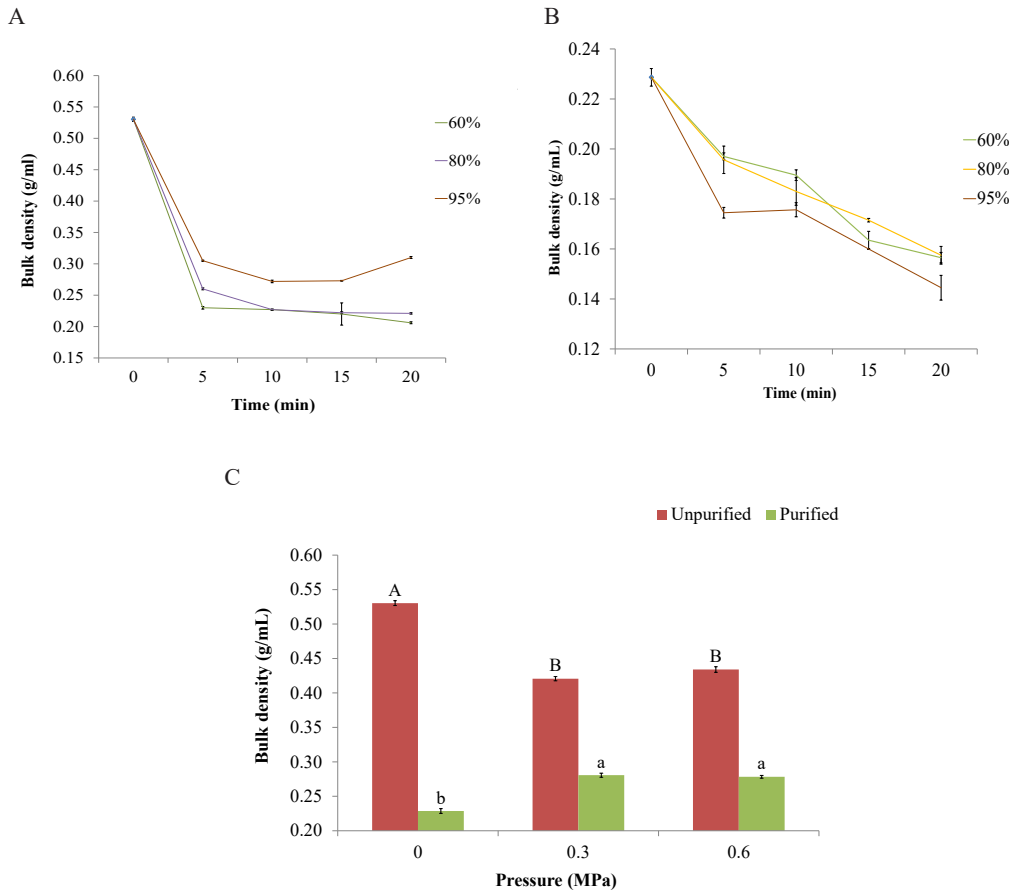 A
0.60
0.55
0.50
0.45
0.40
0.35
0.30
0.25
0.20
0.15
Bulk density (g/ml)
0 5 10 15 20
Time (min)
60%
80%
95%
B
0.24
0.22
0.20
0.18
0.16
0.14
0.12
Bulk density (g/mL)
0 5 10 15 20
Time (min)
60%
80%
95%
C
Unpurified Purified
0.60
0.55
0.50
0.45
0.40
0.35
0.30
0.25
0.20
Bulk density (g/mL)
A
b
B
a
B
a
0 0.3 0.6
Pressure (MPa)